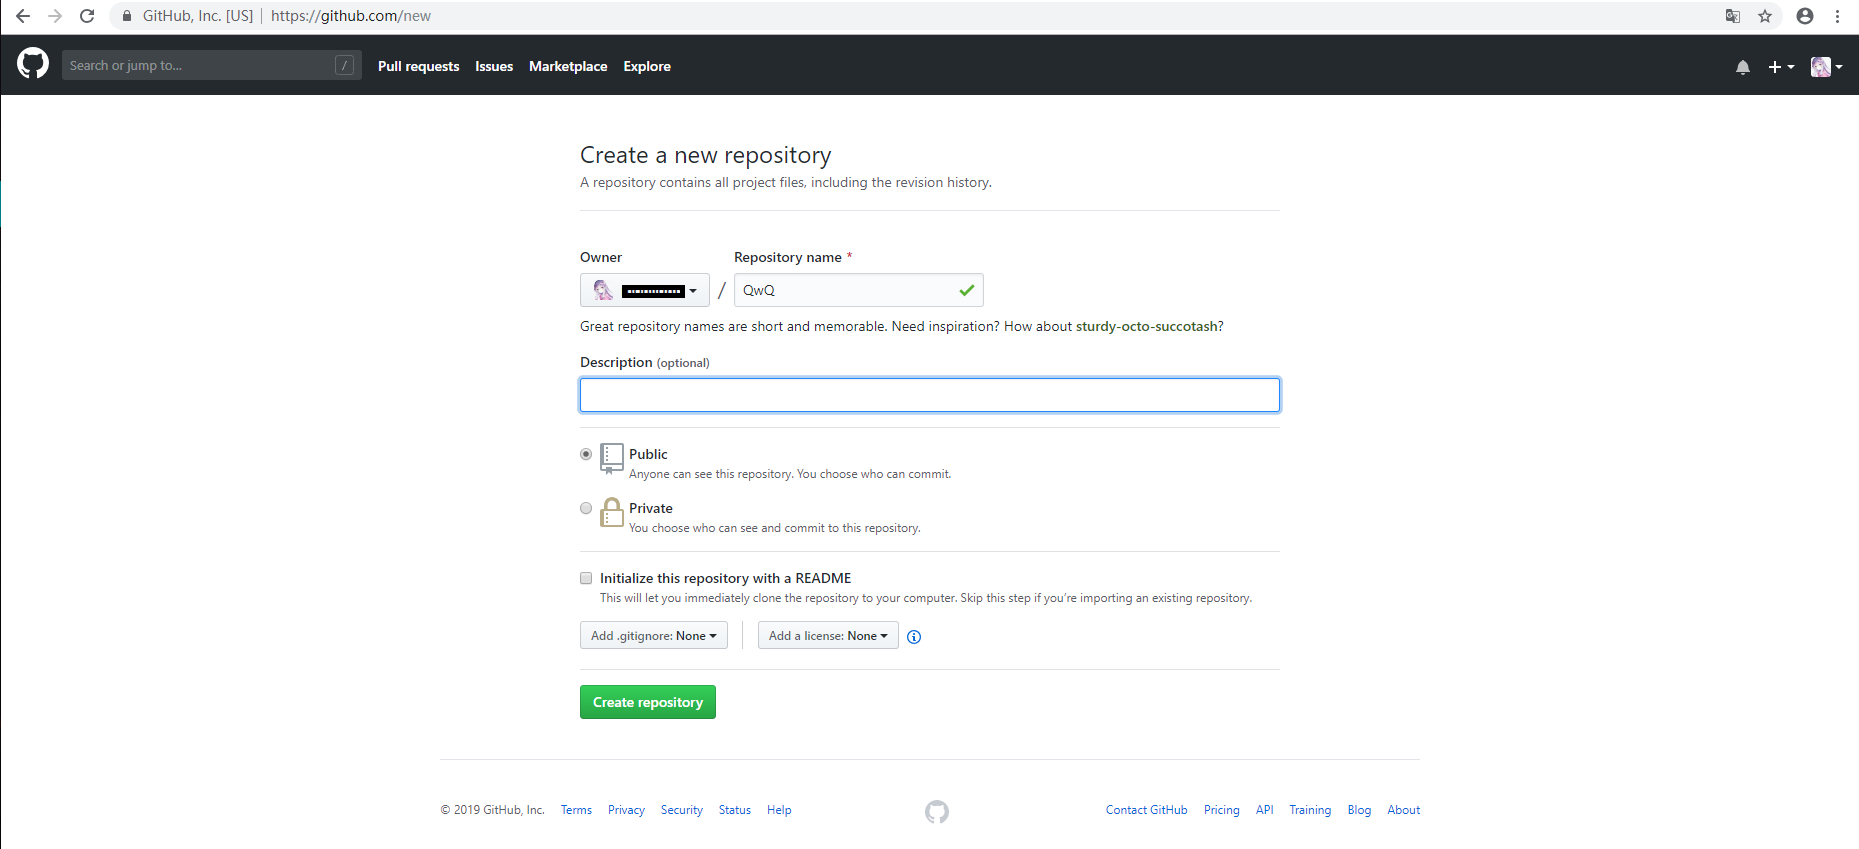 GitHub, Inc. [US] | https://github.com/new
Search or jump to... /
Pull requests Issues Marketplace Explore
Create a new repository
A repository contains all project files, including the revision history.
Owner Repository name *
/ QwQ
Great repository names are short and memorable. Need inspiration? How about sturdy-octo-succotash?
Description (optional)
Public
Anyone can see this repository. You choose who can commit.
Private
You choose who can see and commit to this repository.
Initialize this repository with a README
This will let you immediately clone the repository to your computer. Skip this step if you're importing an existing repository.
Add .gitignore: None Add a license: None
Create repository
© 2019 GitHub, Inc. Terms Privacy Security Status Help Contact GitHub Pricing API Training Blog About